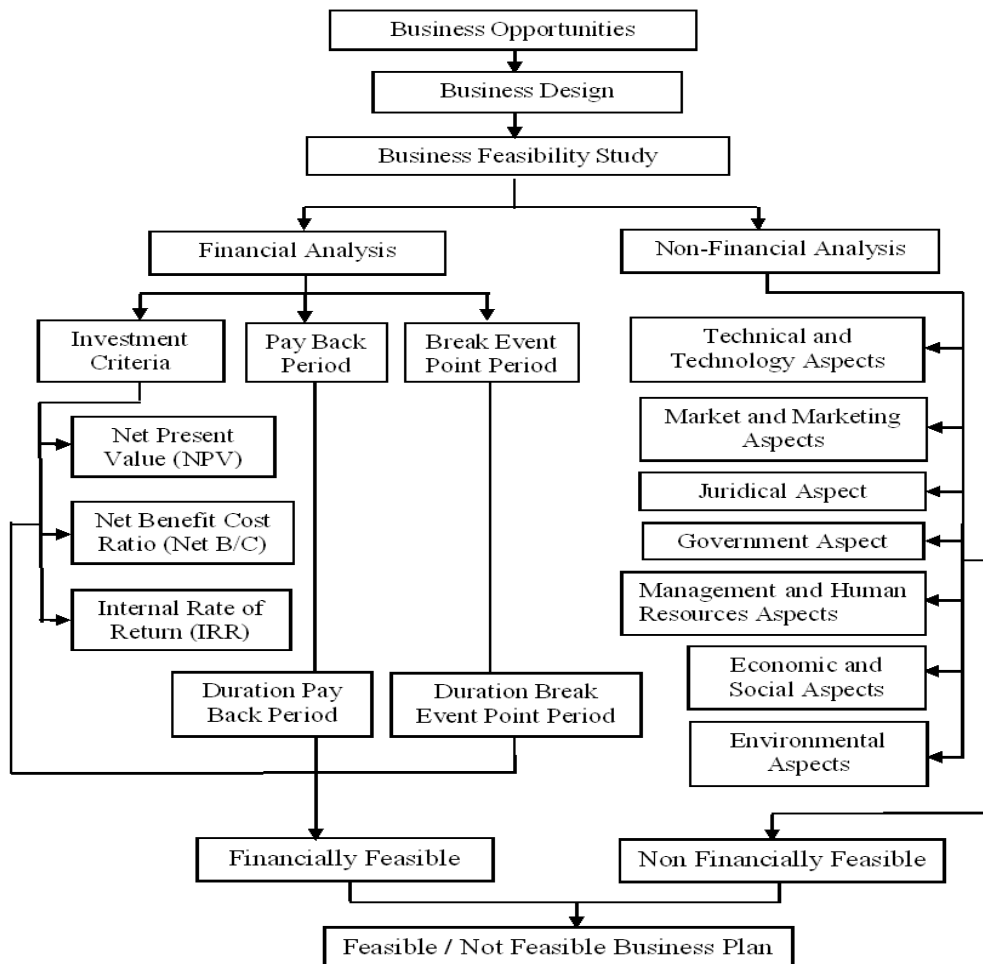 Business Opportunities
Business Design
Business Feasibility Study
Financial Analysis
Non-Financial Analysis
Investment
Criteria
Pay Back
Period
Break Event
Point Period
Net Present
Value (NPV)
Net Benefit Cost
Ratio (Net B/C)
Internal Rate of
Return (IRR)
Duration Pay
Back Period
Duration Break
Event Point Period
Technical and
Technology Aspects
Market and Marketing
Aspects
Juridical Aspect
Government Aspect
Management and Human
Resources Aspects
Economic and
Social Aspects
Environmental
Aspects
Financially Feasible
Non Financially Feasible
Feasible / Not Feasible Business Plan